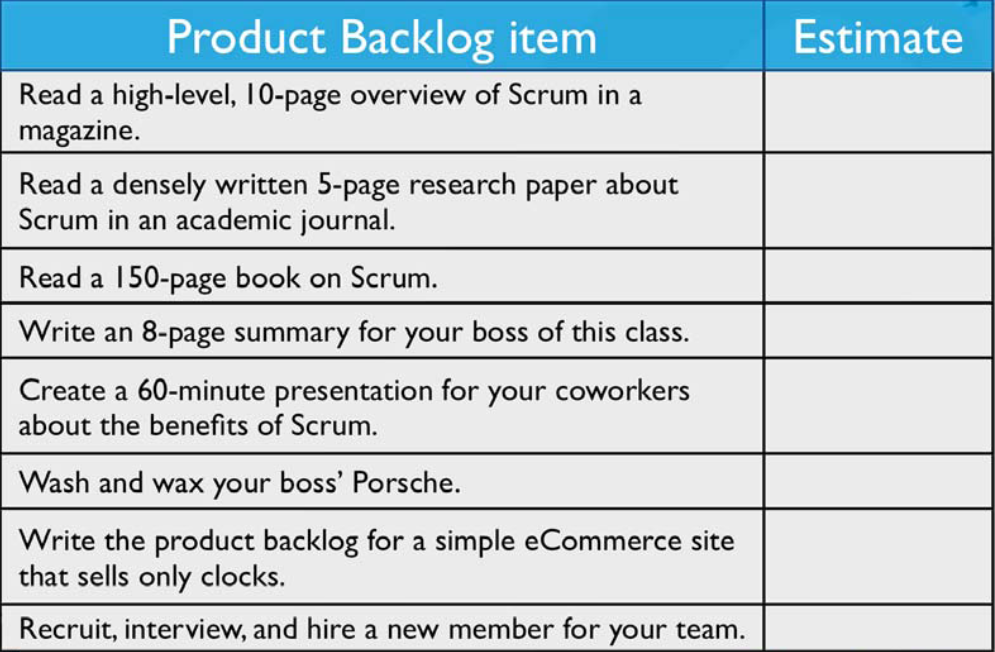 Product Backlog item
Estimate
Read a high-level, 10-page overview of Scrum in a
magazine.
Read a densely written 5-page research paper about
Scrum in an academic journal.
Read a 150-page book on Scrum.
Write an 8-page summary for your boss of this class.
Create a 60-minute presentation for your coworkers
about the benefits of Scrum.
Wash and wax your boss’ Porsche.
Write the product backlog for a simple eCommerce site
that sells only clocks.
Recruit, interview, and hire a new member for your team.